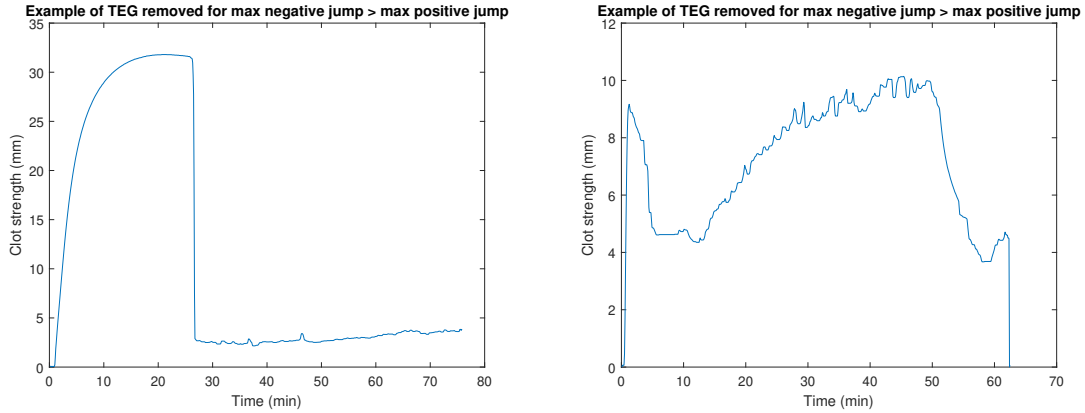 Example of TEG removed for max negative jump > max positive jump
Clot strength (mm)
35
30
25
20
15
10
5
0
0 10 20 30 40 50 60 70 80
Time (min)
Example of TEG removed for max negative jump > max positive jump
Clot strength (mm)
12
10
8
6
4
2
0
0 10 20 30 40 50 60 70
Time (min)